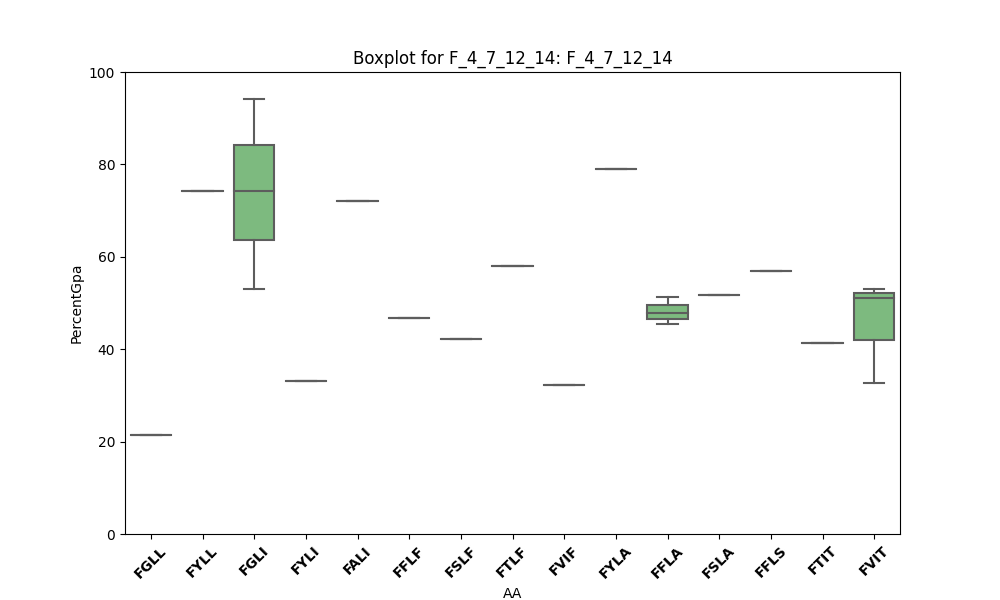 Boxplot for F_4_7_12_14: F_4_7_12_14
100
80
60
40
20
0
PercentGpa
FGLL FYLL FGLI FYLI FALI FFLF FSLF FTLF FVIF FYLA FFLA FSLA FFLS FTIT FVIT
AA